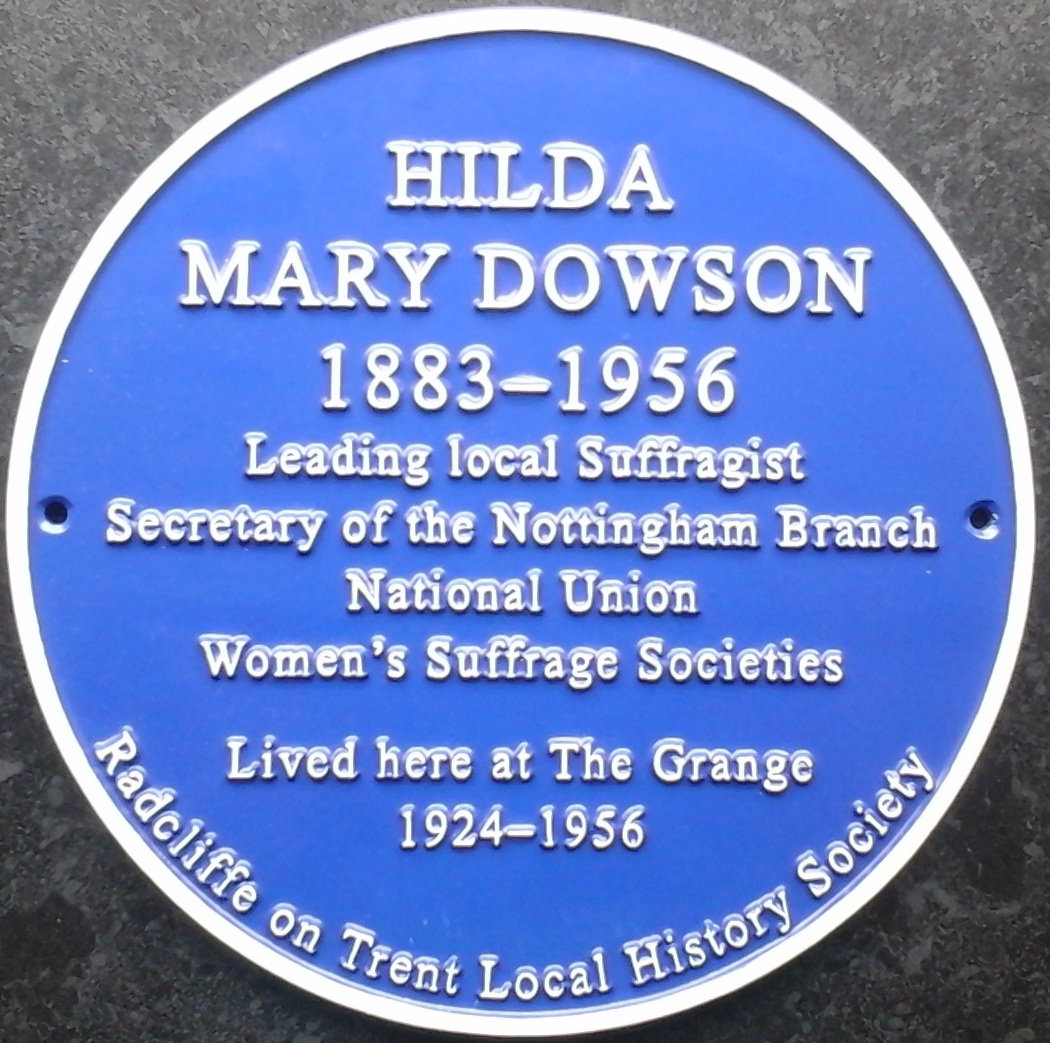 HILDA
MARY DOWSON
1883–1956
Leading local Suffragist
Secretary of the Nottingham Branch
National Union
Women's Suffrage Societies
Lived here at The Grange
1924–1956
Radcliffe on Trent Local History Society